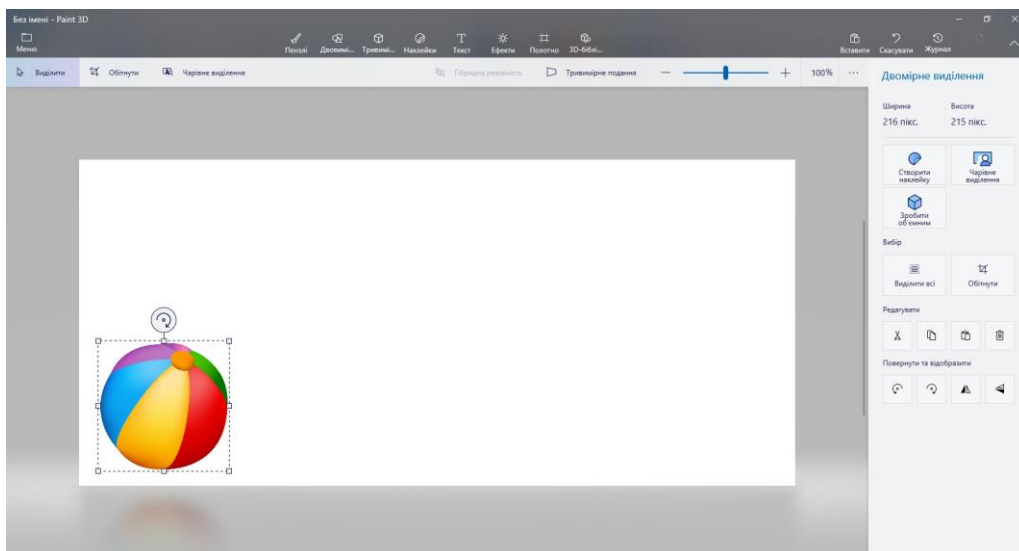 Без імені - Paint 3D
Меню
Пензлі Двовимі... Тривимі... Наклейки Текст Ефекти Полотно 3D-біблі...
Вставити Скасувати Журнал
Виділити Обітнути Чарівне виділення Гібридна реальність Тривимірне подання 100% ...
Двомірне виділення
Ширина Висота
216 пікс. 215 пікс.
Створити наклейку
Чарівне виділення
Зробити об'ємним
Вибір
Виділити всі Обітнути
Редагувати
Повернути та відобразити